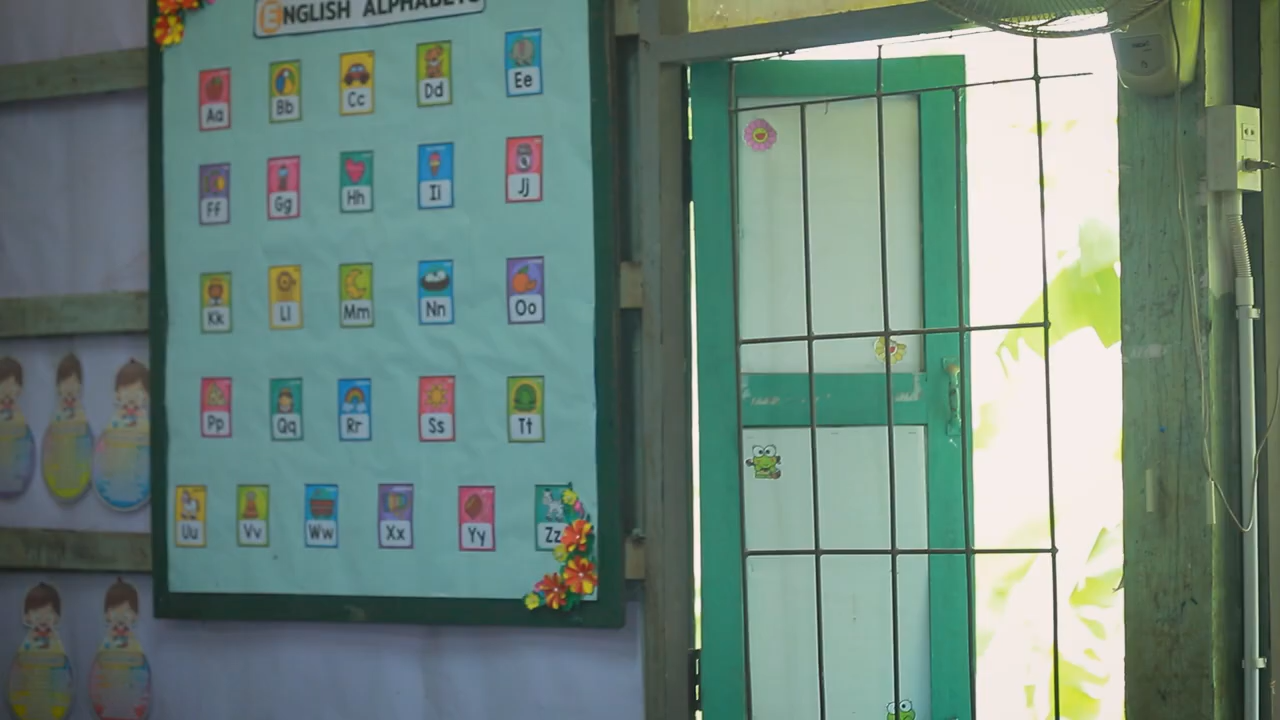 ENGLISH ALPHABETS
Aa Bb Cc Dd Ee
Ff Gg Hh Ii Jj
Kk Ll Mm Nn Oo
Pp Qq Rr Ss Tt
Uu Vv Ww Xx Yy Zz